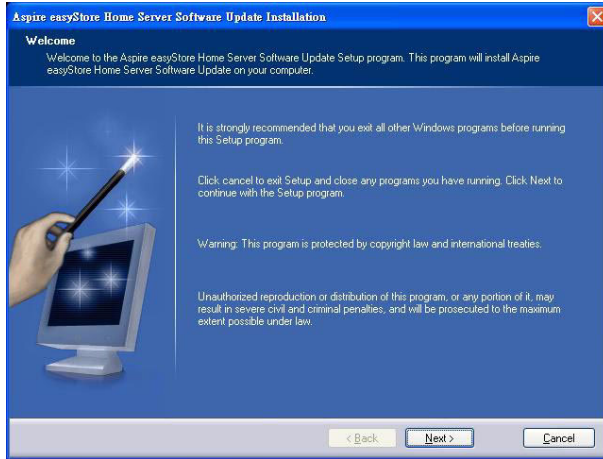 Aspire easyStore Home Server Software Update Installation
Welcome
Welcome to the Aspire easyStore Home Server Software Update Setup program. This program will install Aspire
easyStore Home Server Software Update on your computer.
It is strongly recommended that you exit all other Windows programs before running
this Setup program.
Click cancel to exit Setup and close any programs you have running. Click Next to
continue with the Setup program.
Warning: This program is protected by copyright law and international treaties.
Unauthorized reproduction or distribution of this program, or any portion of it, may
result in severe civil and criminal penalties, and will be prosecuted to the maximum
extent possible under law.
< Back
Next >
Cancel